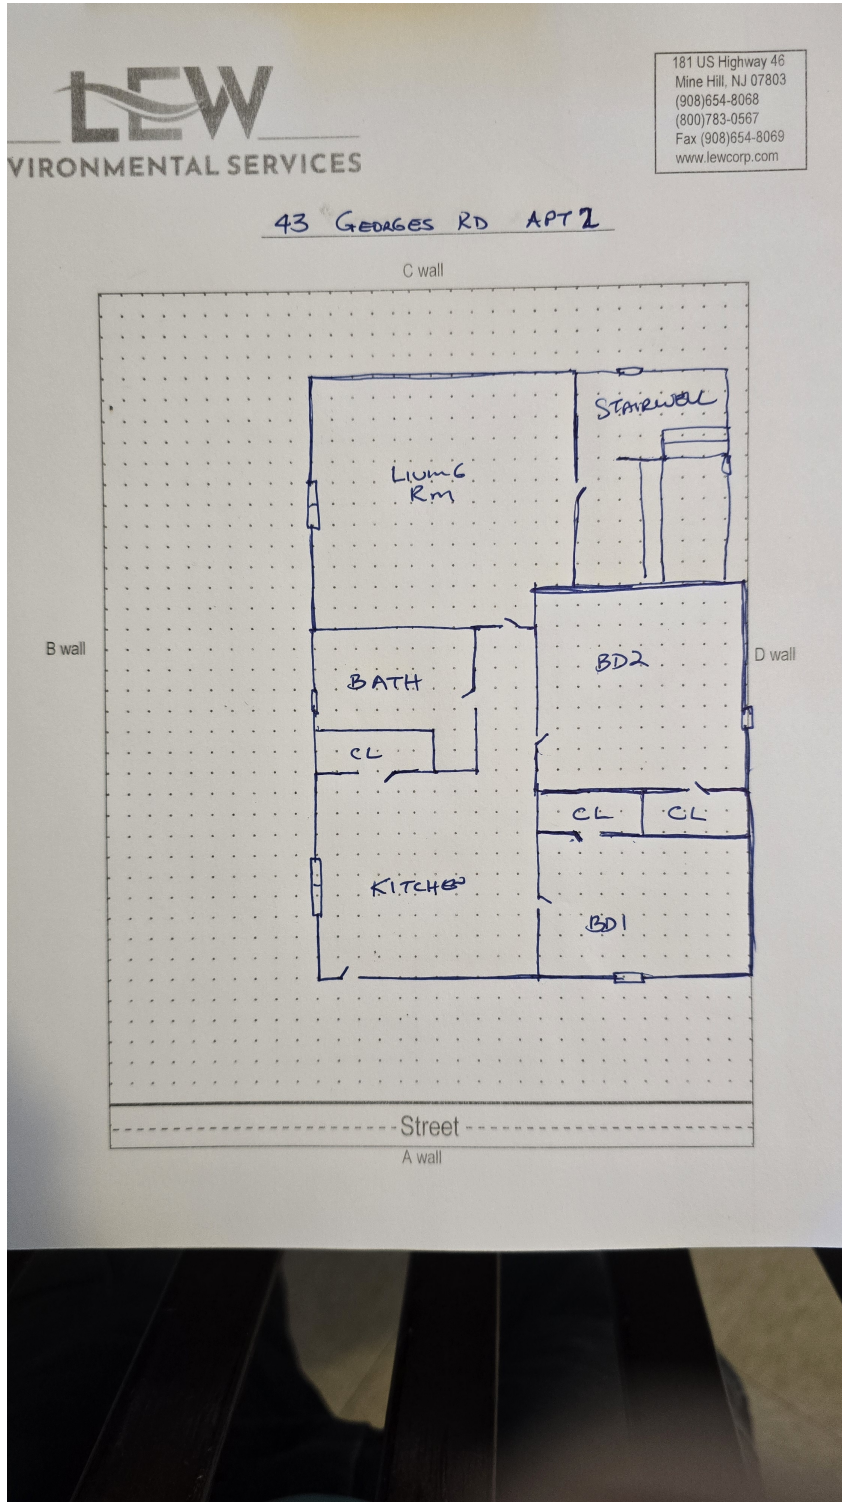 LEW
VIRONMENTAL SERVICES
181 US Highway 46
Mine Hill, NJ 07803
(908)654-8068
(800)783-0567
Fax (908)654-8069
www.lewcorp.com
43 GEORGES RD APT 2
C wall
STAIRWELL
LIVING
RM
B wall
BATH
BD2
D wall
CL
CL
CL
KITCHEN
BD1
Street
A wall